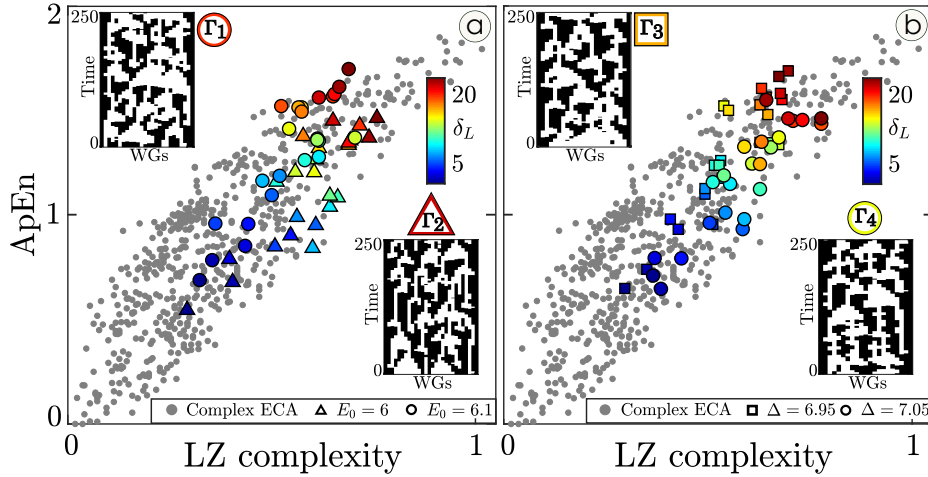 2
1
0
ApEn
250
Time
0
WGs
Γ1
a
20
δL
5
Γ2
250
Time
0
WGs
Complex ECA E0 = 6 E0 = 6.1
0 1
LZ complexity
250
Time
0
WGs
Γ3
b
20
δL
5
Γ4
250
Time
0
WGs
Complex ECA Δ = 6.95 Δ = 7.05
0 1
LZ complexity